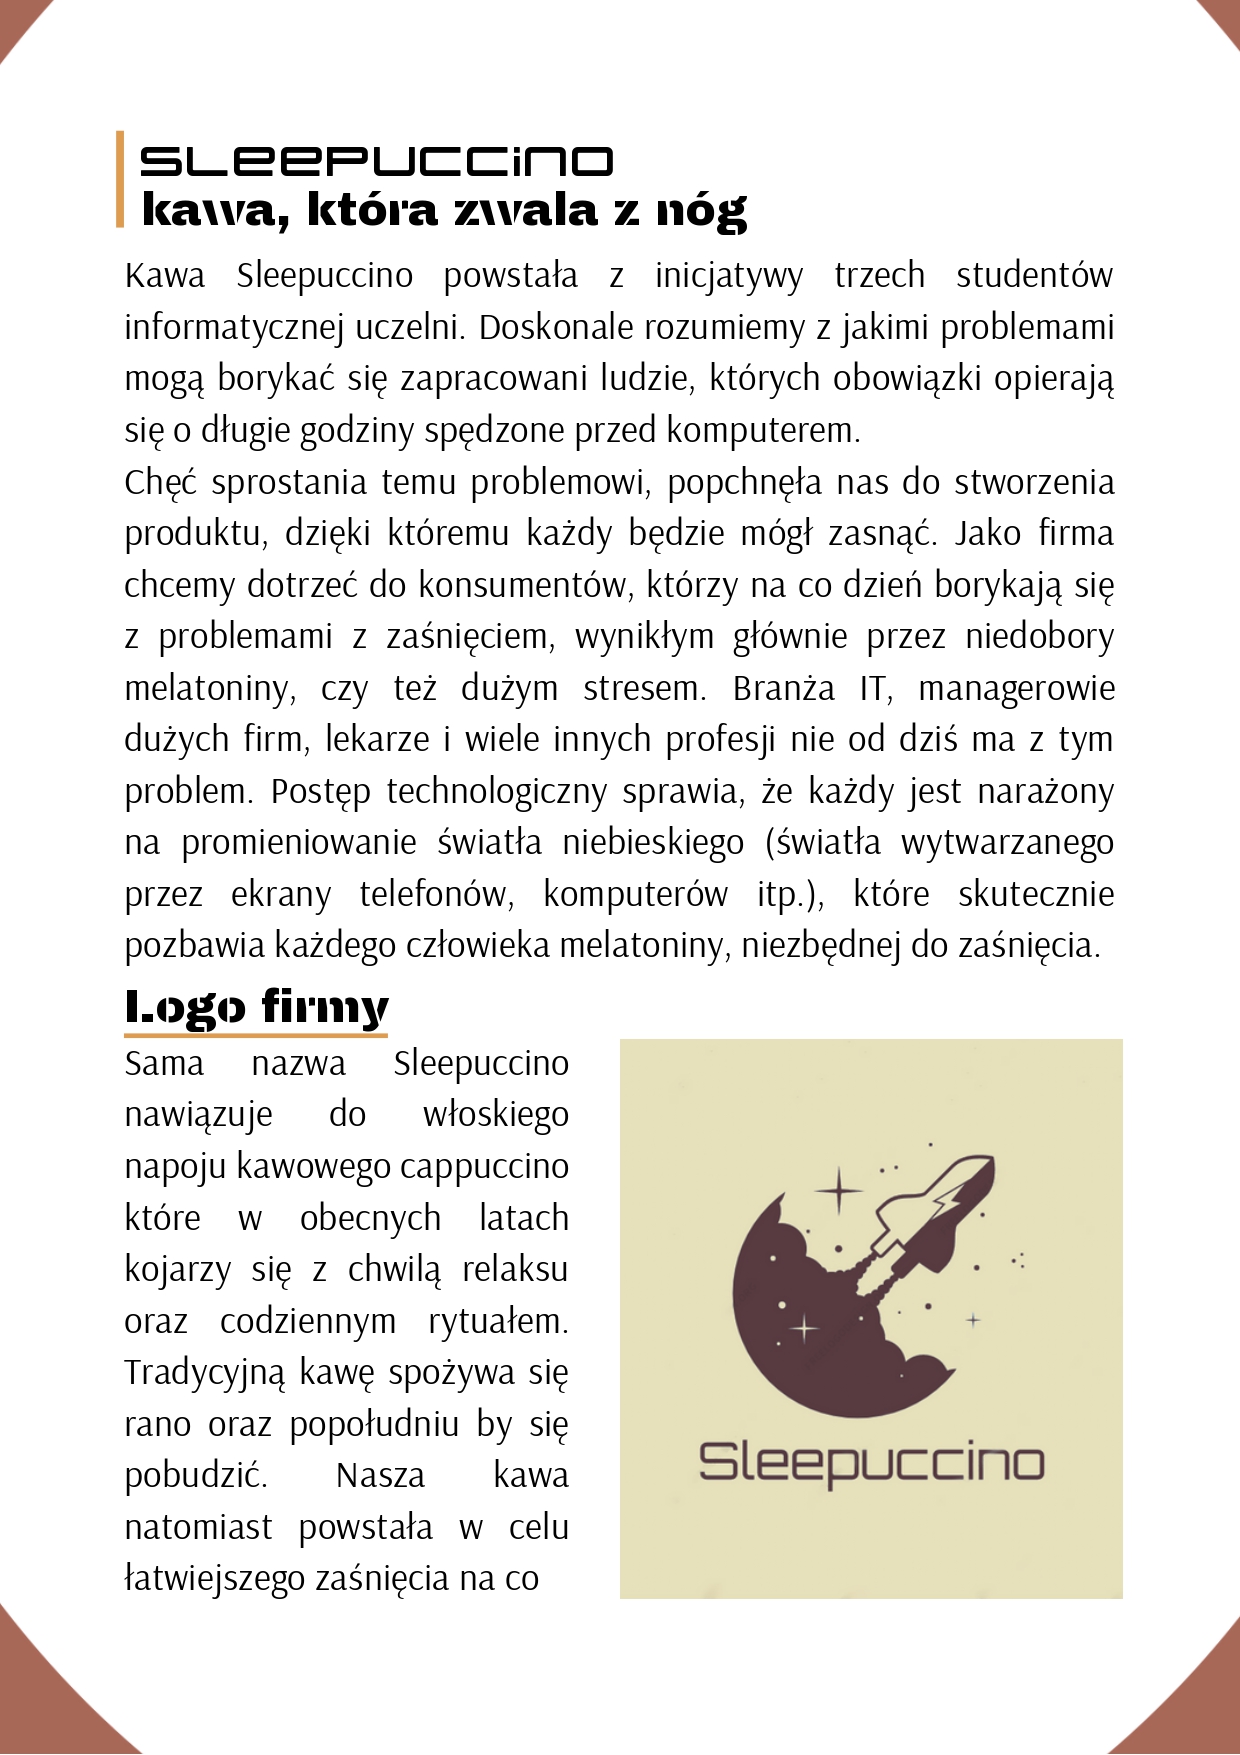 Sleepuccino
kawa, która zwala z nóg
Kawa Sleepuccino powstała z inicjatywy trzech studentów
informatycznej uczelni. Doskonale rozumiemy z jakimi problemami
mogą borykać się zapracowani ludzie, których obowiązki opierają
się o długie godziny spędzone przed komputerem.
Chęć sprostania temu problemowi, popchnęła nas do stworzenia
produktu, dzięki któremu każdy będzie mógł zasnąć. Jako firma
chcemy dotrzeć do konsumentów, którzy na co dzień borykają się
z problemami z zaśnięciem, wynikłym głównie przez niedobory
melatoniny, czy też dużym stresem. Branża IT, managerowie
dużych firm, lekarze i wiele innych profesji nie od dziś ma z tym
problem. Postęp technologiczny sprawia, że każdy jest narażony
na promieniowanie światła niebieskiego (światła wytwarzanego
przez ekrany telefonów, komputerów itp.), które skutecznie
pozbawia każdego człowieka melatoniny, niezbędnej do zaśnięcia.
Logo firmy
Sama nazwa Sleepuccino
nawiązuje do włoskiego
napoju kawowego cappuccino
które w obecnych latach
kojarzy się z chwilą relaksu
oraz codziennym rytuałem.
Tradycyjną kawę spożywa się
rano oraz popołudniu by się
pobudzić. Nasza kawa
natomiast powstała w celu
łatwiejszego zaśnięcia na co
Sleepuccino